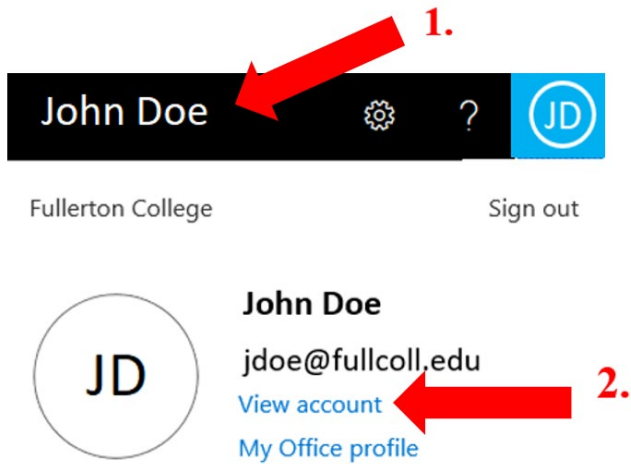 1.
John Doe ? JD
Fullerton College Sign out
John Doe
JD jdoe@fullcoll.edu
View account 2.
My Office profile